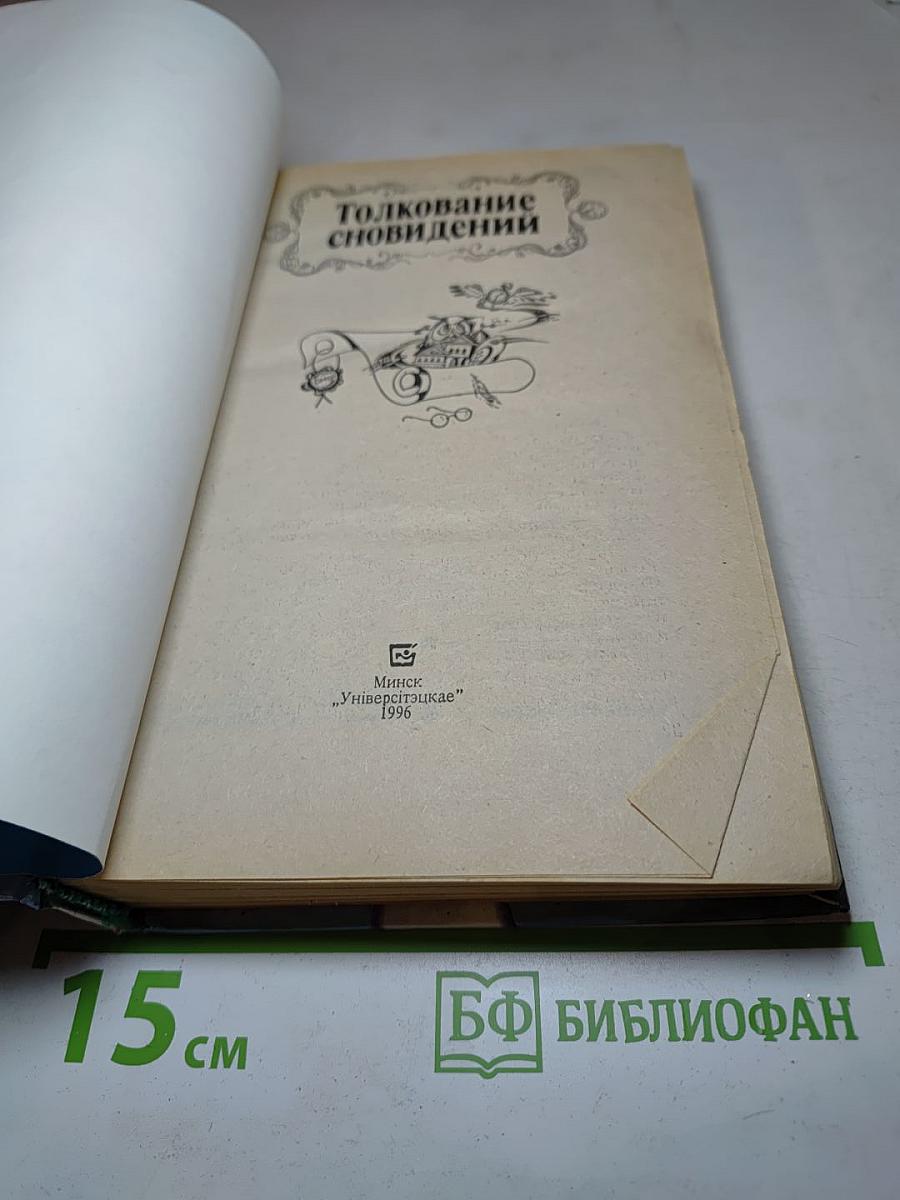 Толкование
сновидений
Минск
„Універсітэцкае”
1996
15 см
БФ БИБЛИОФАН